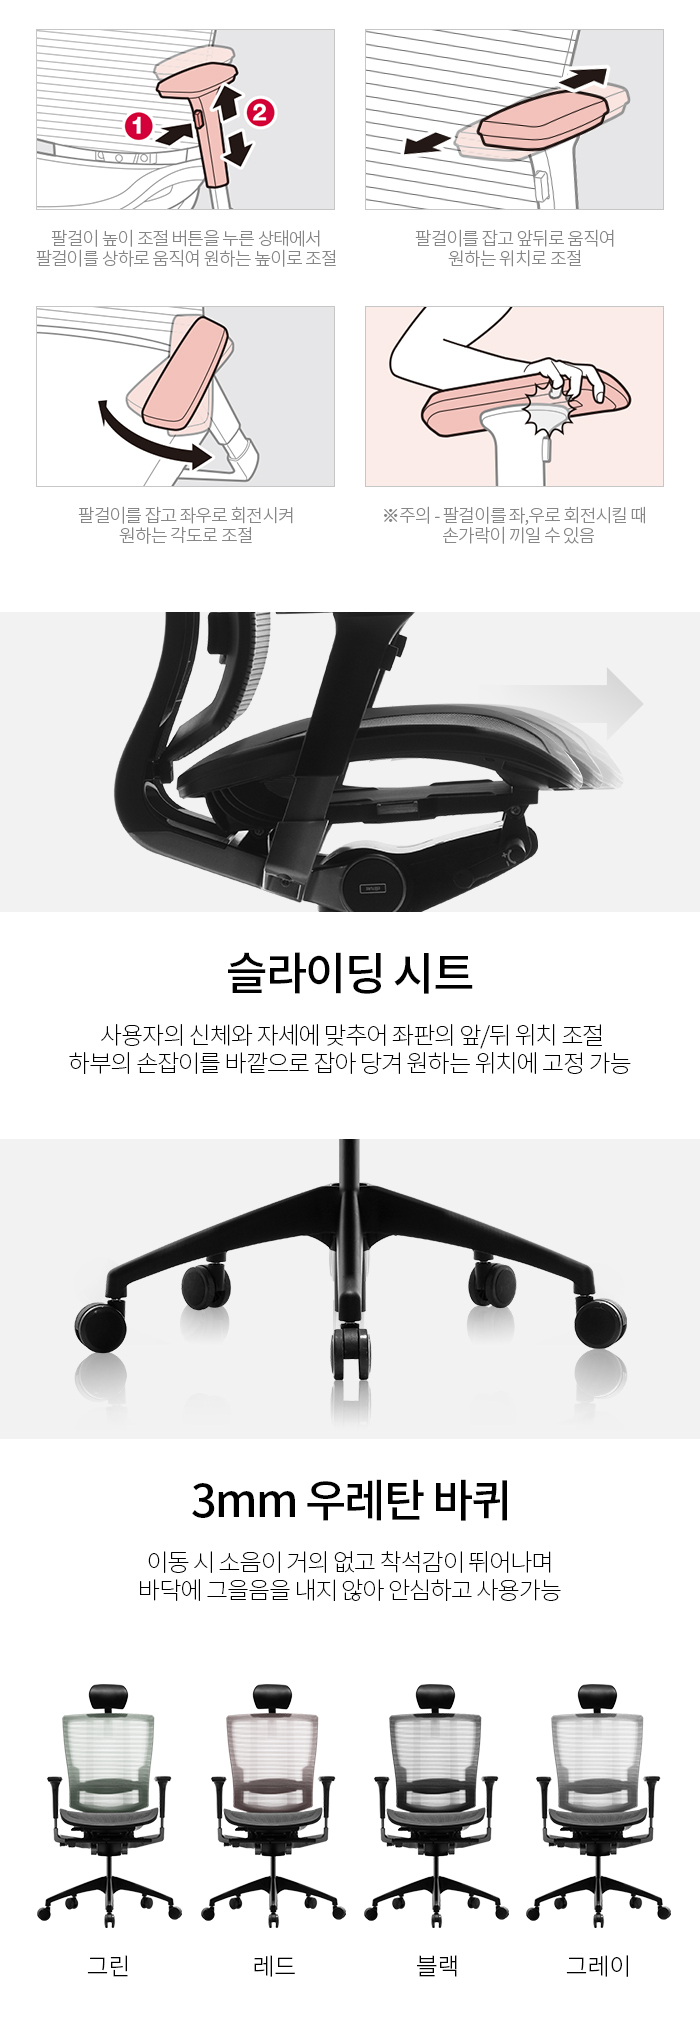 1
2
팔걸이 높이 조절 버튼을 누른 상태에서
팔걸이를 상하로 움직여 원하는 높이로 조절
팔걸이를 잡고 앞뒤로 움직여
원하는 위치로 조절
팔걸이를 잡고 좌우로 회전시켜
원하는 각도로 조절
※주의 - 팔걸이를 좌,우로 회전시킬 때
손가락이 끼일 수 있음
슬라이딩 시트
사용자의 신체와 자세에 맞추어 좌판의 앞/뒤 위치 조절
하부의 손잡이를 바깥으로 잡아 당겨 원하는 위치에 고정 가능
3mm 우레탄 바퀴
이동 시 소음이 거의 없고 착석감이 뛰어나며
바닥에 그을음을 내지 않아 안심하고 사용가능
그린
레드
블랙
그레이